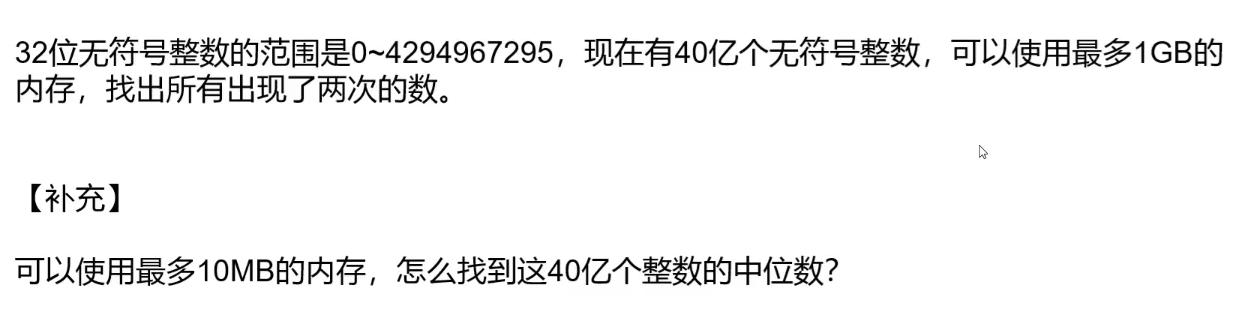 32位无符号整数的范围是0~4294967295，现在有40亿个无符号整数，可以使用最多1GB的
内存，找出所有出现了两次的数。
【补充】
可以使用最多10MB的内存，怎么找到这40亿个整数的中位数？